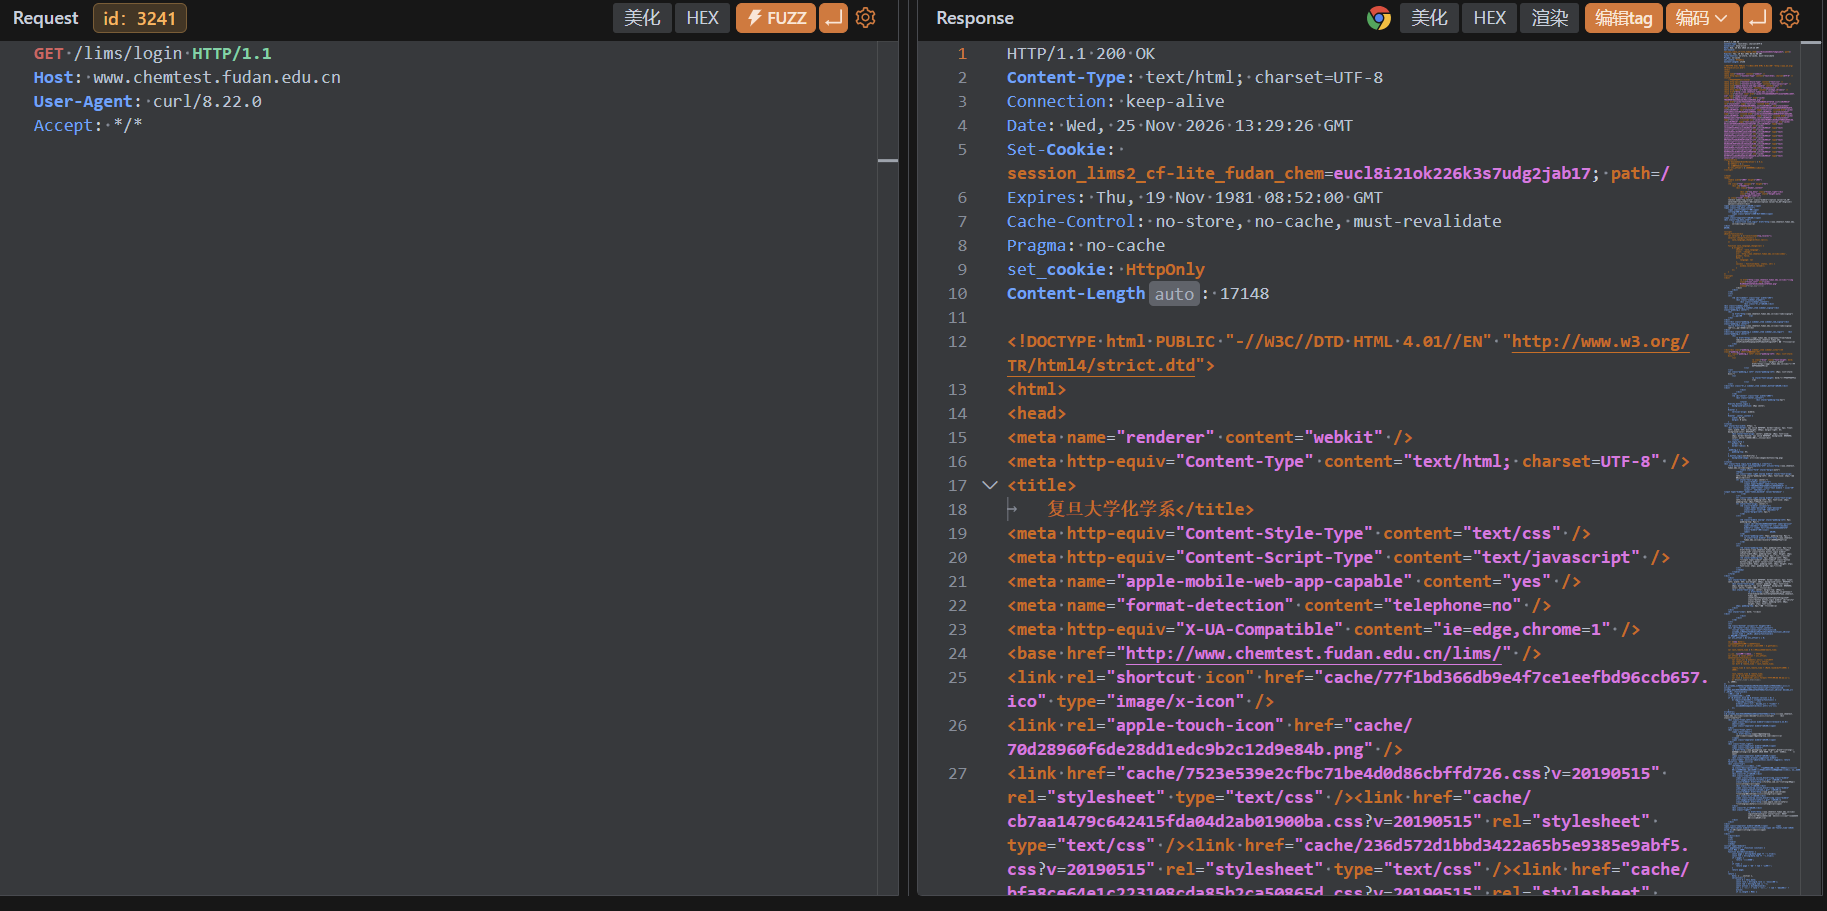 Request id: 3241 美化 HEX FUZZ
GET /lims/login HTTP/1.1
Host: www.chemtest.fudan.edu.cn
User-Agent: curl/8.22.0
Accept: */*
Response 美化 HEX 渲染 编辑tag 编码
1 HTTP/1.1 200 OK
2 Content-Type: text/html; charset=UTF-8
3 Connection: keep-alive
4 Date: Wed, 25 Nov 2026 13:29:26 GMT
5 Set-Cookie:
session_lims2_cf-lite_fudan_chem=eucl8i21ok226k3s7udg2jab17; path=/
6 Expires: Thu, 19 Nov 1981 08:52:00 GMT
7 Cache-Control: no-store, no-cache, must-revalidate
8 Pragma: no-cache
9 set_cookie: HttpOnly
10 Content-Length auto : 17148
11
12 <!DOCTYPE html PUBLIC "-//W3C//DTD HTML 4.01//EN" "http://www.w3.org/
TR/html4/strict.dtd">
13 <html>
14 <head>
15 <meta name="renderer" content="webkit" />
16 <meta http-equiv="Content-Type" content="text/html; charset=UTF-8" />
17 <title>
18 复旦大学化学系</title>
19 <meta http-equiv="Content-Style-Type" content="text/css" />
20 <meta http-equiv="Content-Script-Type" content="text/javascript" />
21 <meta name="apple-mobile-web-app-capable" content="yes" />
22 <meta name="format-detection" content="telephone=no" />
23 <meta http-equiv="X-UA-Compatible" content="ie=edge,chrome=1" />
24 <base href="http://www.chemtest.fudan.edu.cn/lims/" />
25 <link rel="shortcut icon" href="cache/77f1bd366db9e4f7ce1eefbd96ccb657.
ico" type="image/x-icon" />
26 <link rel="apple-touch-icon" href="cache/
70d28960f6de28dd1edc9b2c12d9e84b.png" />
27 <link href="cache/7523e539e2cfbc71be4d0d86cbffd726.css?v=20190515"
rel="stylesheet" type="text/css" /><link href="cache/
cb7aa1479c642415fda04d2ab01900ba.css?v=20190515" rel="stylesheet"
type="text/css" /><link href="cache/236d572d1bbd3422a65b5e9385e9abf5.
css?v=20190515" rel="stylesheet" type="text/css" /><link href="cache/
bfa8ce64e1c223108cda85b2ca50865d.css?v=20190515" rel="stylesheet"